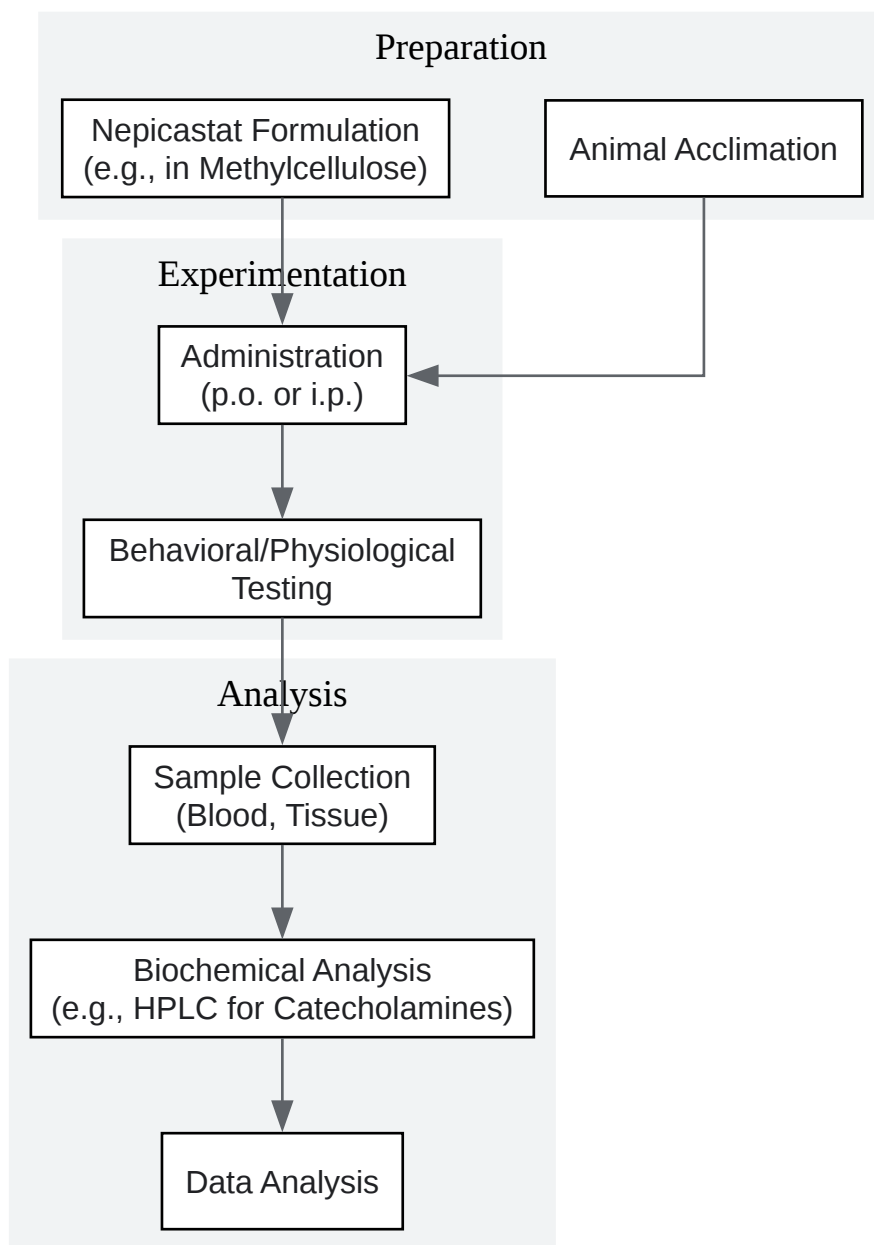 Preparation
Nepicastat Formulation
(e.g., in Methylcellulose)
Animal Acclimation
Experimentation
Administration
(p.o. or i.p.)
Behavioral/Physiological
Testing
Analysis
Sample Collection
(Blood, Tissue)
Biochemical Analysis
(e.g., HPLC for Catecholamines)
Data Analysis